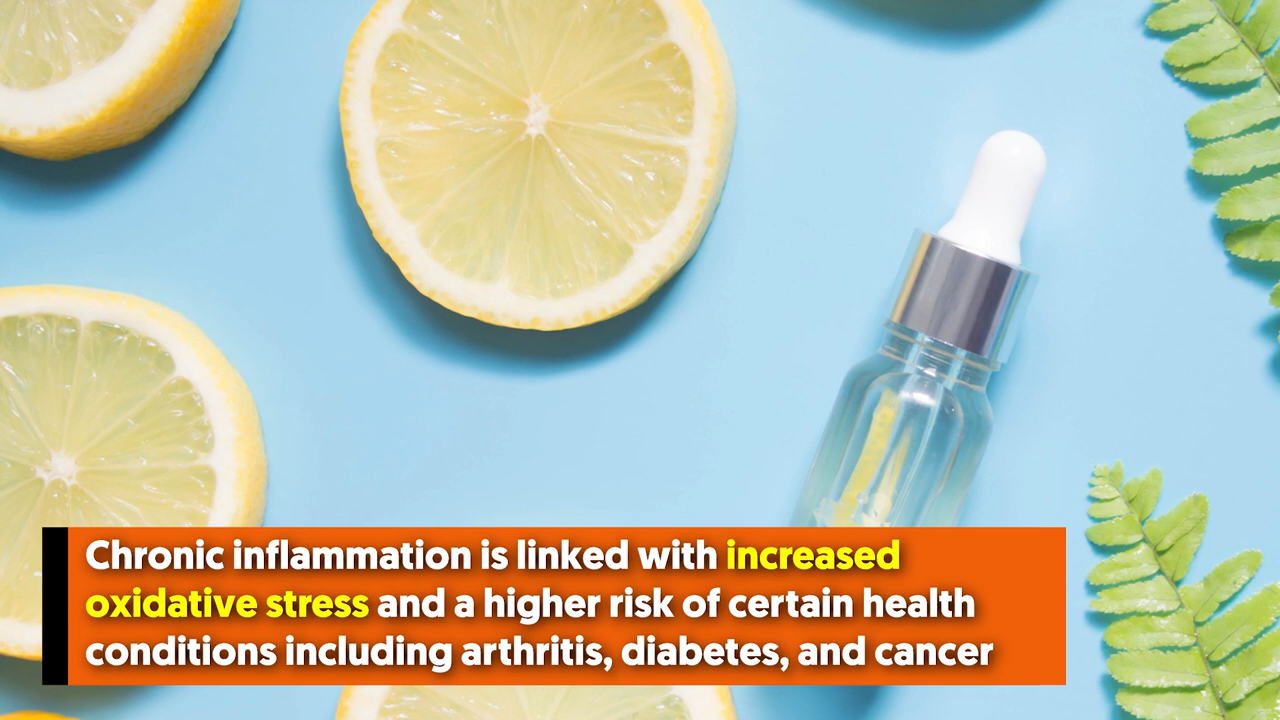 Chronic inflammation is linked with increased
oxidative stress and a higher risk of certain health
conditions including arthritis, diabetes, and cancer